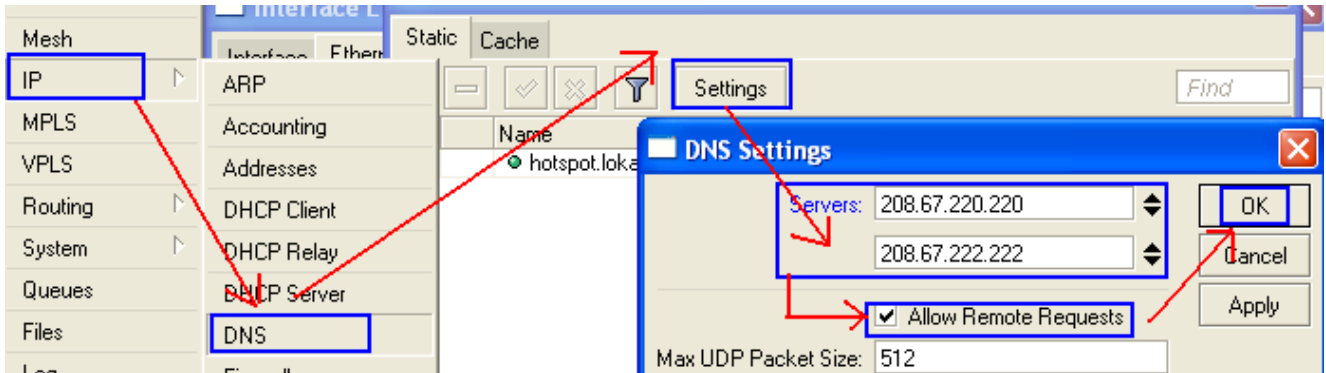 Interface L
Mesh
IP
MPLS
VPLS
Routing
System
Queues
Files
Log
Interface
ARP
Accounting
Addresses
DHCP Client
DHCP Relay
DHCP Server
DNS
Static Cache
Settings
Find
Name
hotspot.loka
DNS Settings
Servers: 208.67.220.220
208.67.222.222
Allow Remote Requests
Max UDP Packet Size: 512
OK
Cancel
Apply